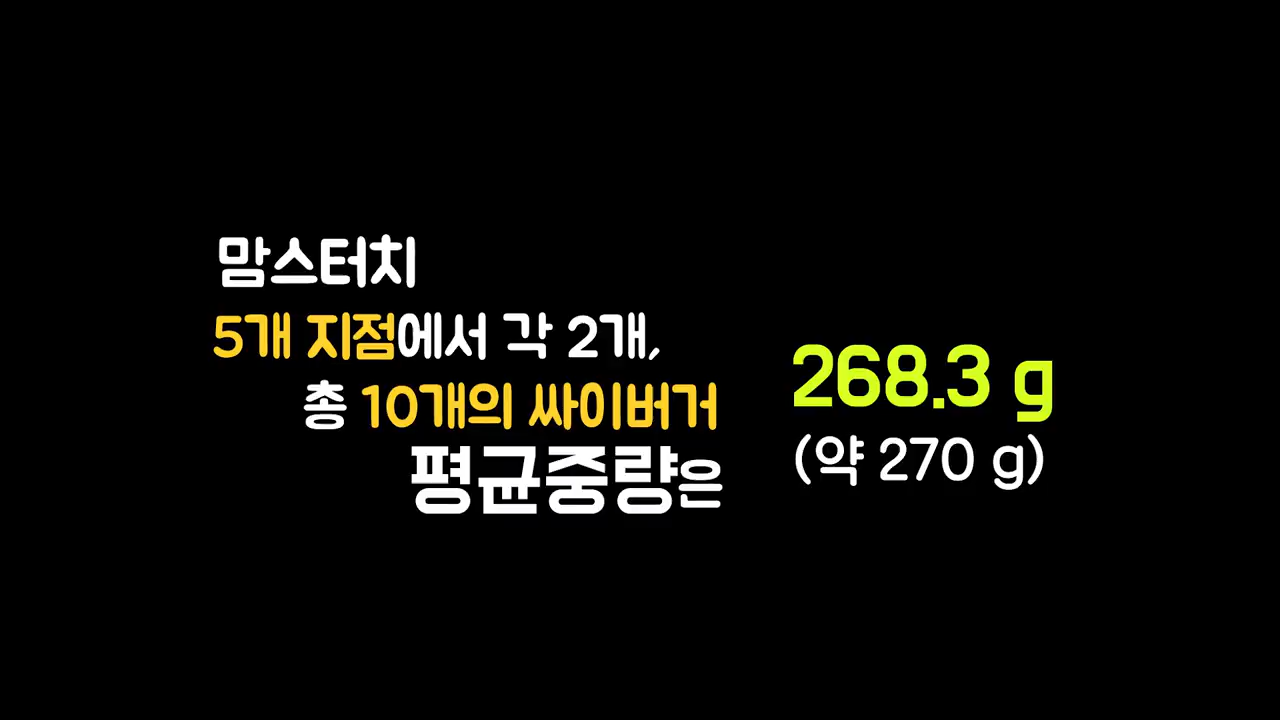 맘스터치
5개 지점에서 각 2개,
총 10개의 싸이버거
평균중량은
268.3 g
(약 270 g)